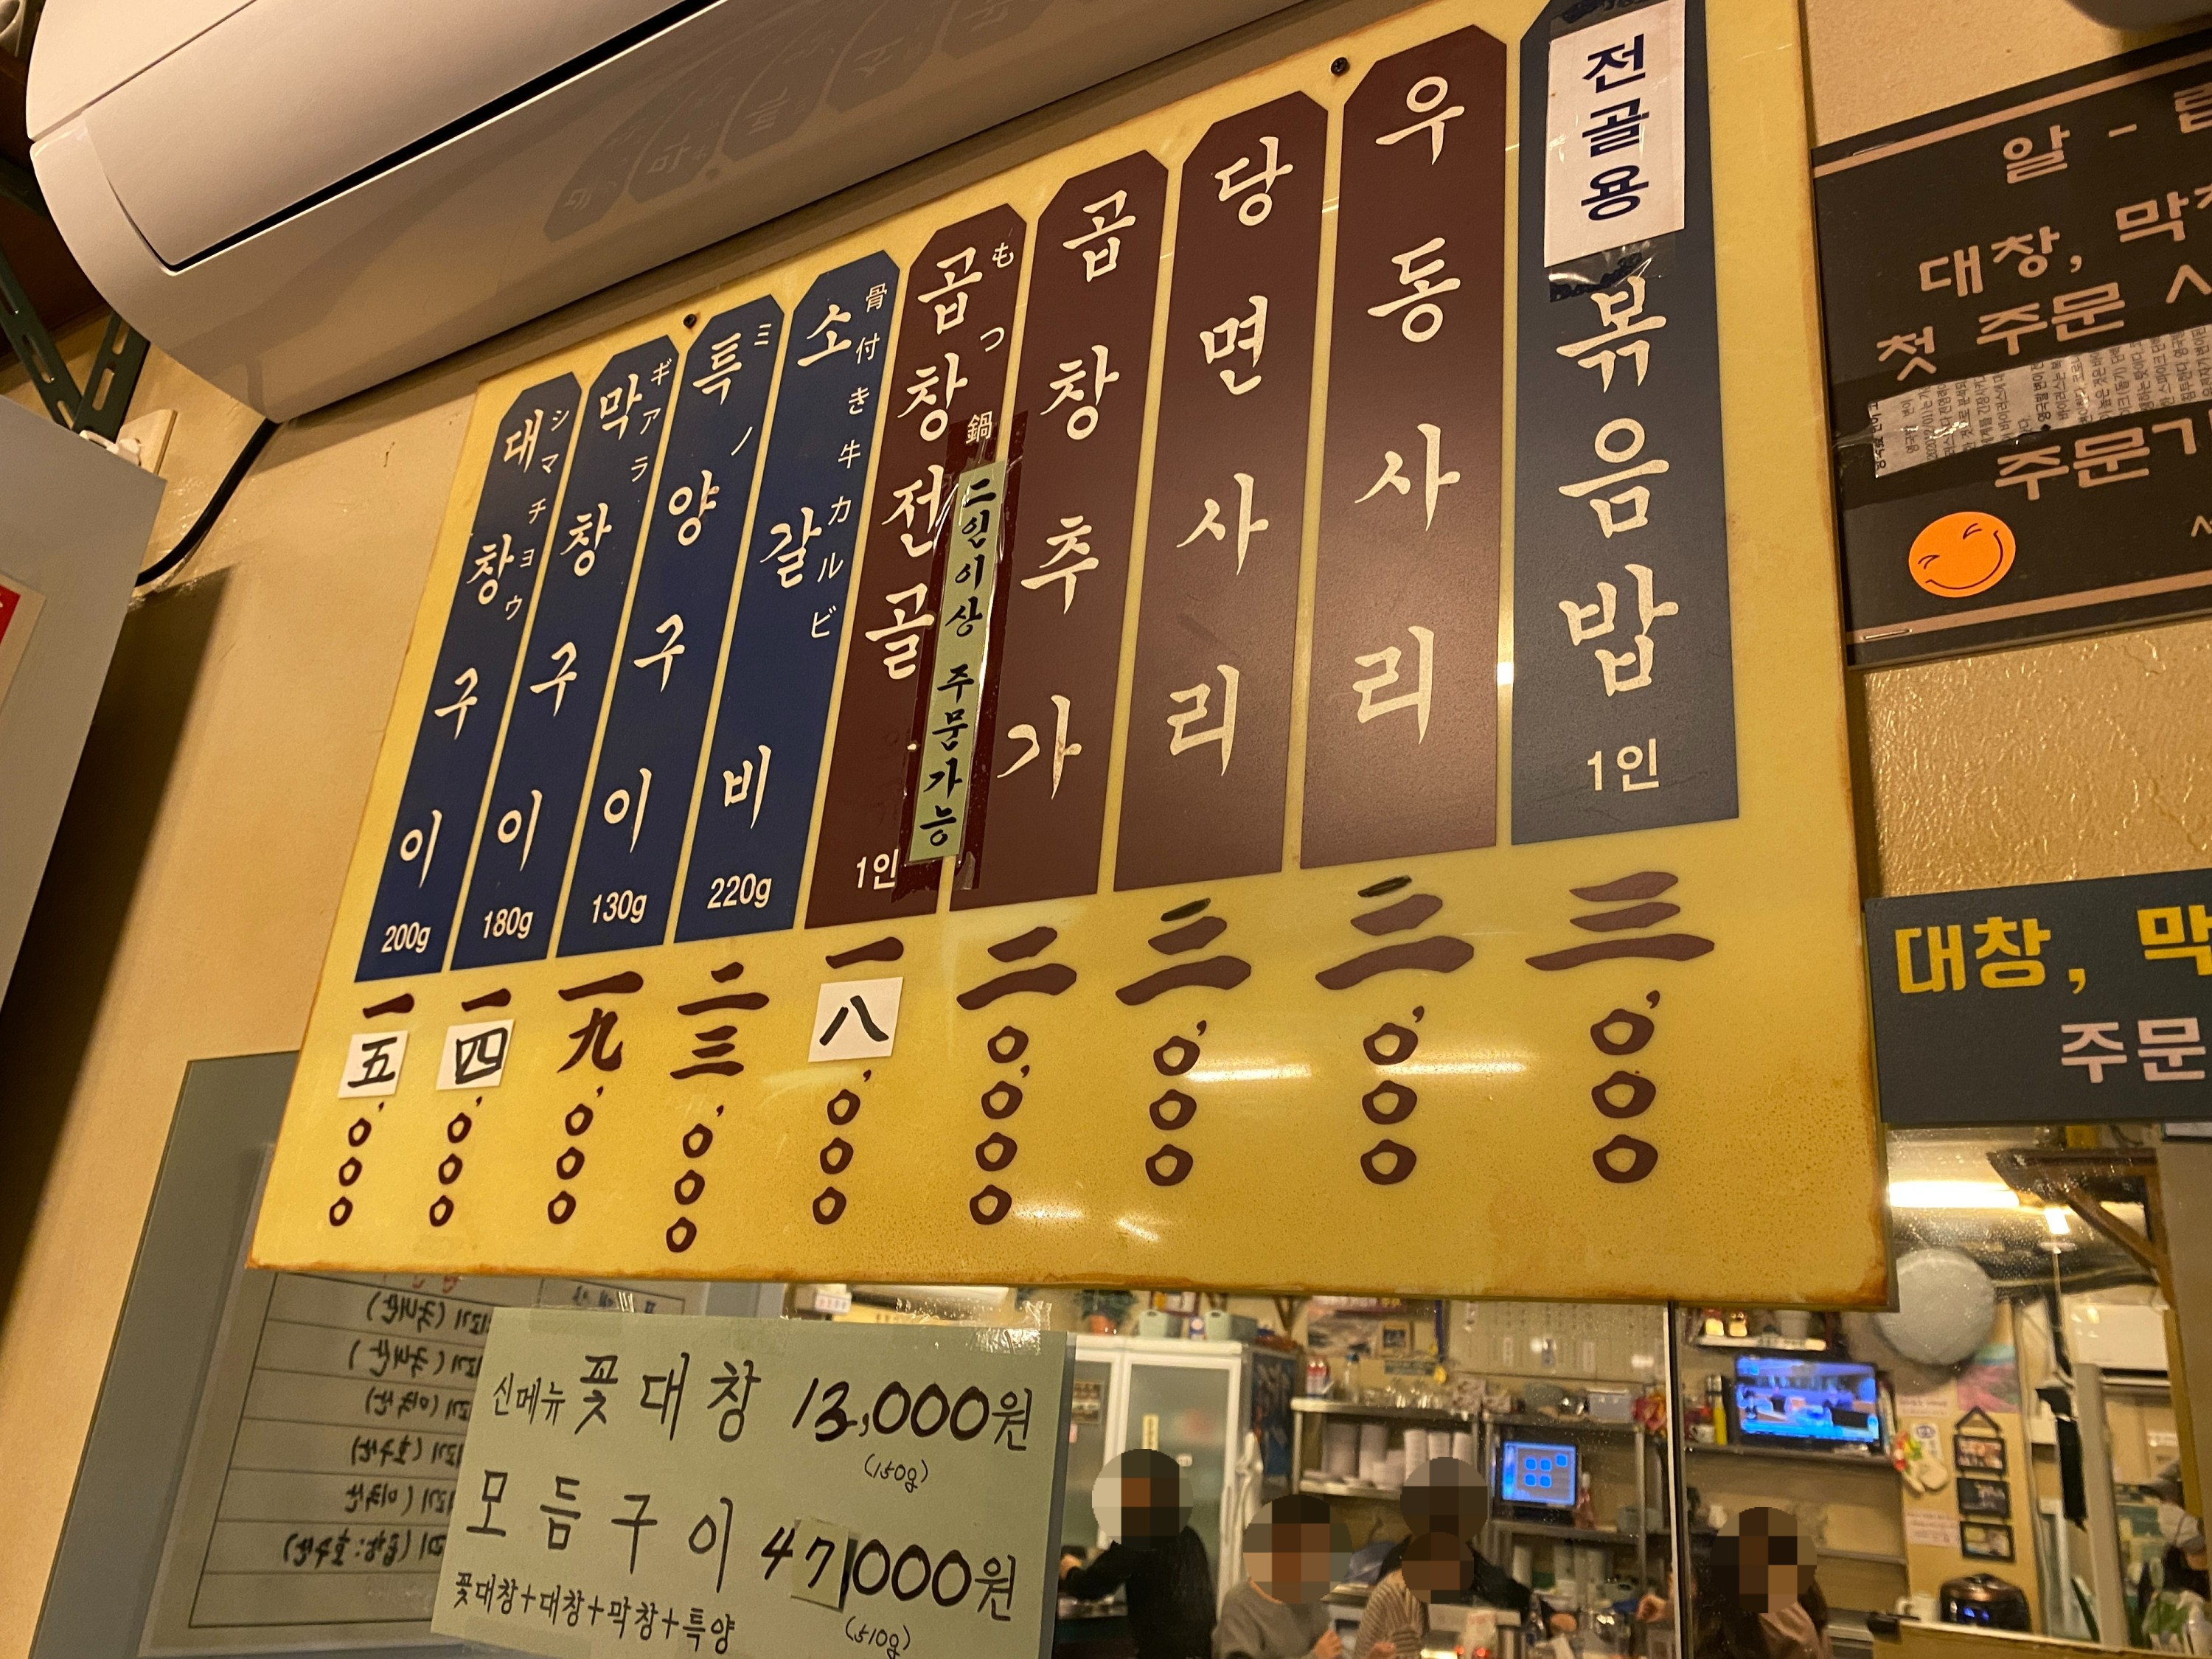 대창구이 シマチョウ 200g 一五,000
막창구이 ギアラ 180g 一四,000
특양구이 ミノ 130g 一九,000
소갈비 骨付き牛カルビ 220g 二三,000
곱창전골 もつ鍋 1인 一八,000
二인이상 주문가능
곱창추가 二0,000
당면사리 三,000
우동사리 三,000
전골용
볶음밥 1인 三,000
신메뉴 꽃대창 13,000원
(150g)
모듬구이 47,000원
꽃대창+대창+막창+특양
(510g)
알 -
대창,
첫 주문
주문
대창, 막
주문